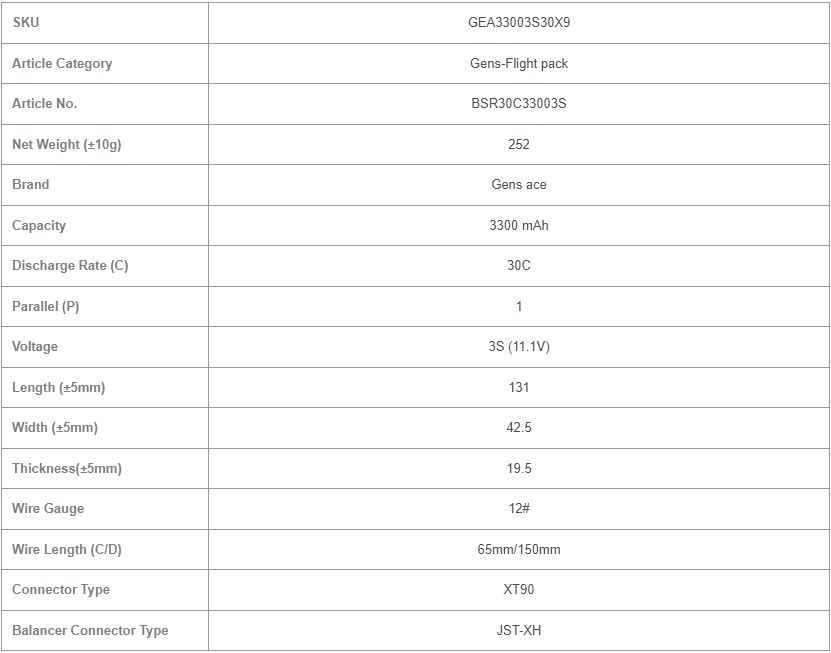 SKU GEA33003S30X9
Article Category Gens-Flight pack
Article No. BSR30C33003S
Net Weight (±10g) 252
Brand Gens ace
Capacity 3300 mAh
Discharge Rate (C) 30C
Parallel (P) 1
Voltage 3S (11.1V)
Length (±5mm) 131
Width (±5mm) 42.5
Thickness(±5mm) 19.5
Wire Gauge 12#
Wire Length (C/D) 65mm/150mm
Connector Type XT90
Balancer Connector Type JST-XH